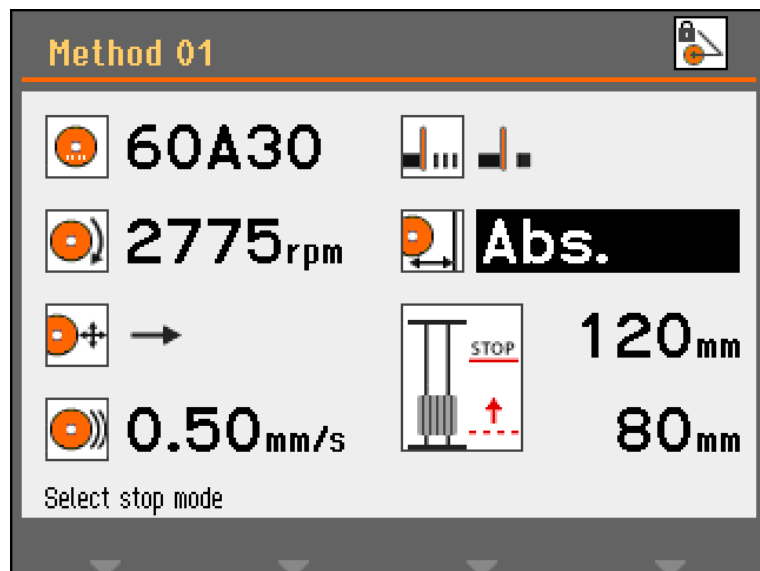 Method 01
60A30
2775rpm
Abs.
STOP
120mm
0.50mm/s
80mm
Select stop mode